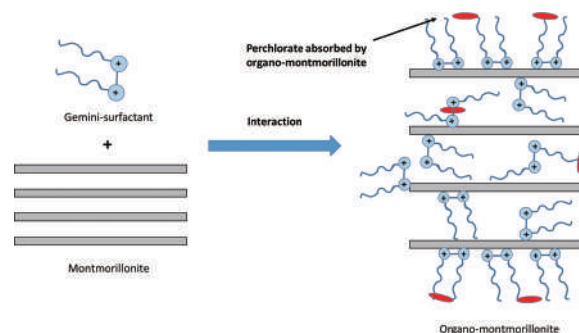 Perchlorate absorbed by
organo-montmorillonite
Gemini-surfactant
+
Interaction
Montmorillonite
Organo-montmorillonite